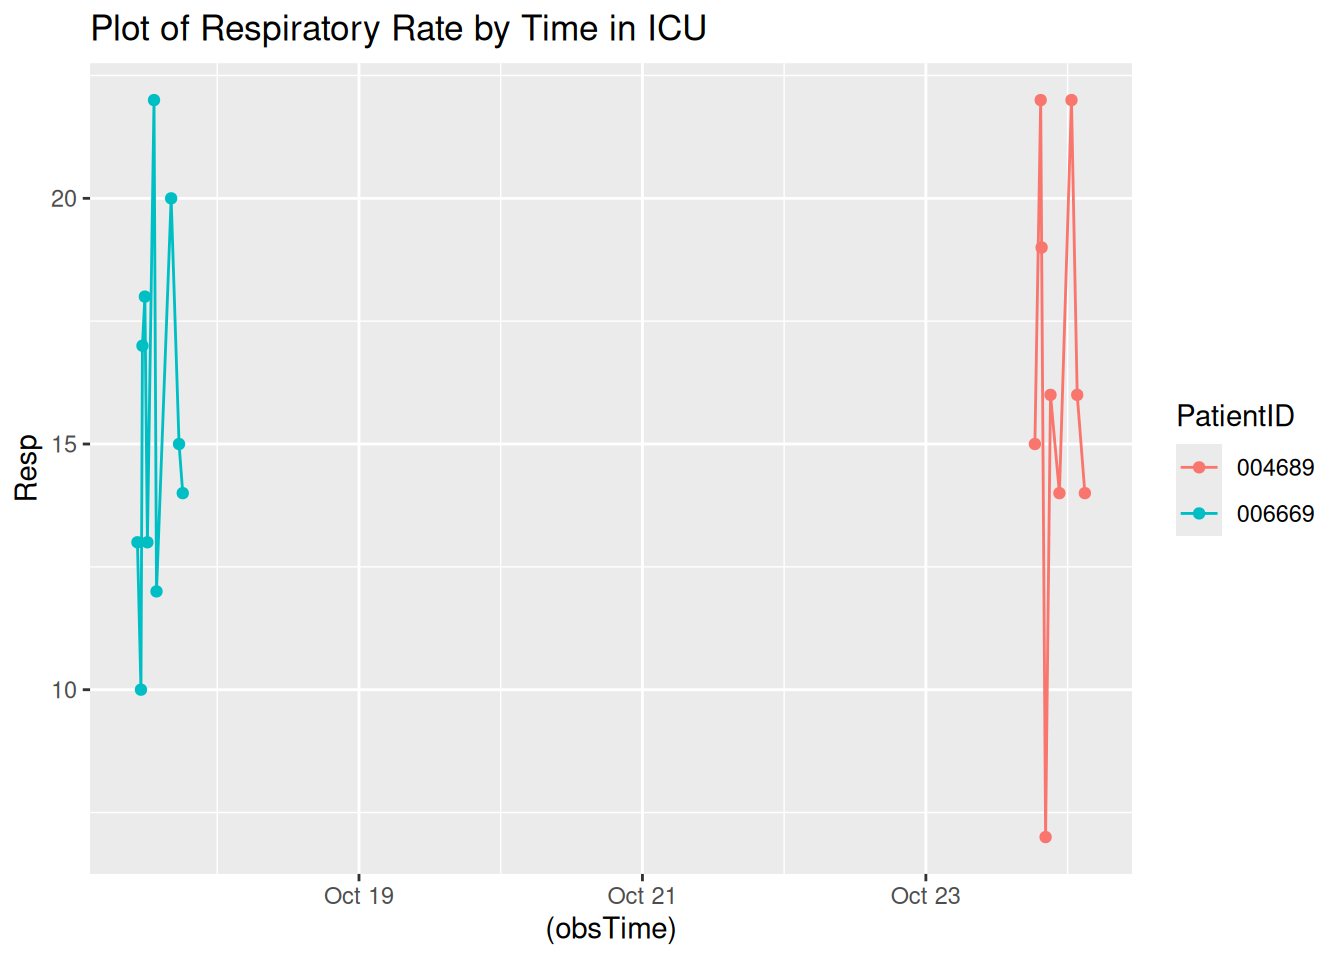 Plot of Respiratory Rate by Time in ICU
20
15
10
Resp
Oct 19
Oct 21
Oct 23
(obsTime)
PatientID
004689
006669